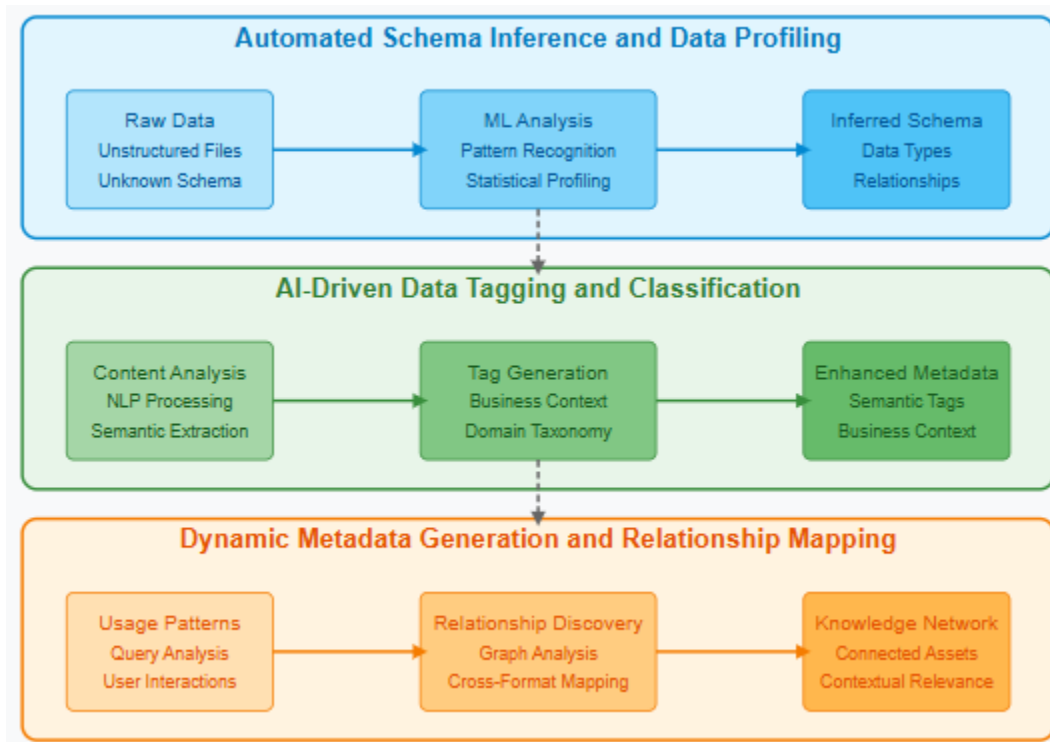 Automated Schema Inference and Data Profiling
Raw Data
Unstructured Files
Unknown Schema
ML Analysis
Pattern Recognition
Statistical Profiling
Inferred Schema
Data Types
Relationships
AI-Driven Data Tagging and Classification
Content Analysis
NLP Processing
Semantic Extraction
Tag Generation
Business Context
Domain Taxonomy
Enhanced Metadata
Semantic Tags
Business Context
Dynamic Metadata Generation and Relationship Mapping
Usage Patterns
Query Analysis
User Interactions
Relationship Discovery
Graph Analysis
Cross-Format Mapping
Knowledge Network
Connected Assets
Contextual Relevance